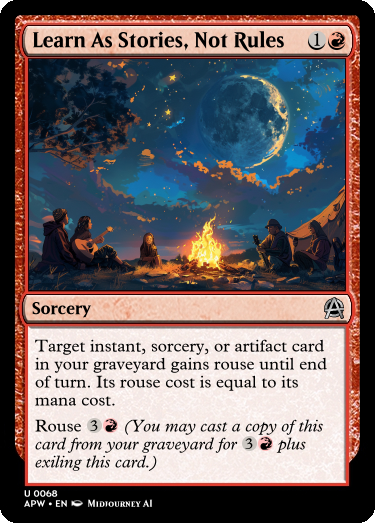 Learn As Stories, Not Rules 1
Sorcery
Target instant, sorcery, or artifact card
in your graveyard gains rouse until end
of turn. Its rouse cost is equal to its
mana cost.
Rouse 3 (You may cast a copy of this
card from your graveyard for 3 plus
exiling this card.)
U 0068
APW • EN Midjourney AI